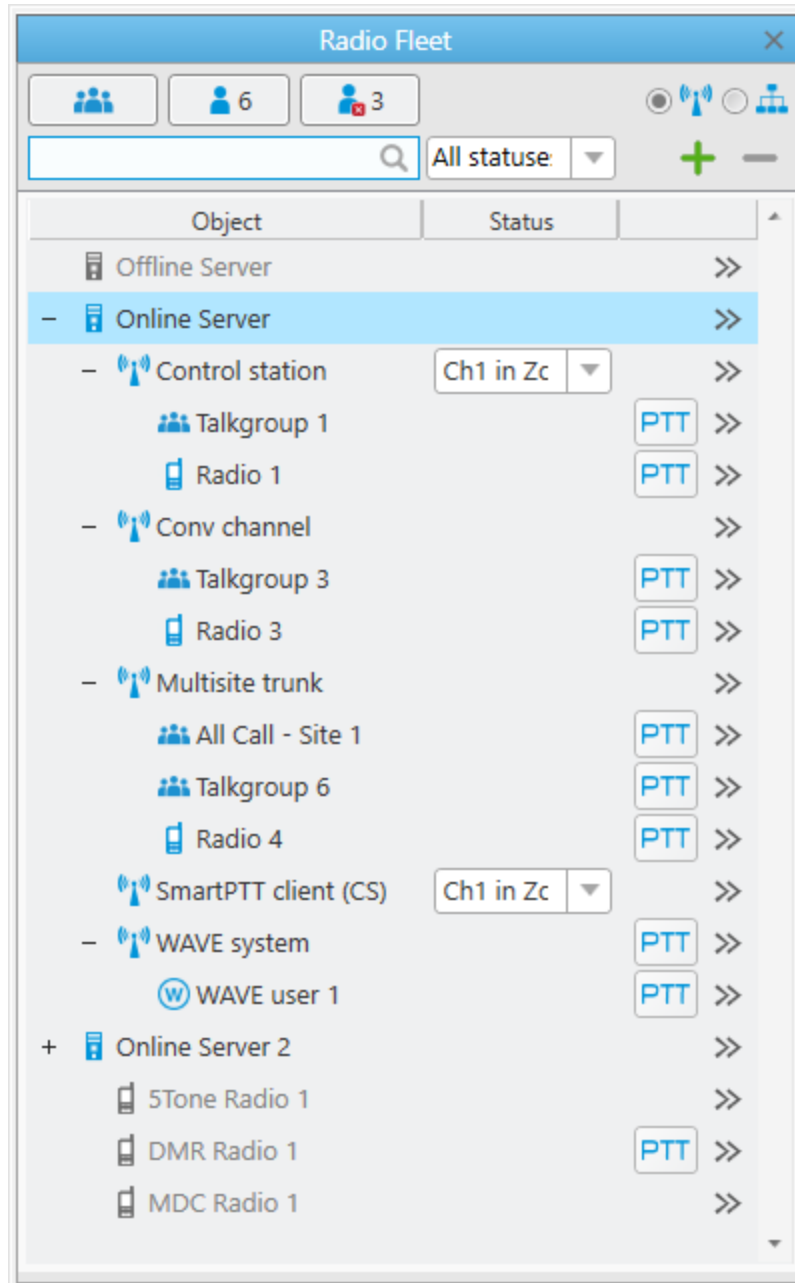 Radio Fleet
6 3
All statuse
Object Status
Offline Server
Online Server
Control station Ch1 in Zc
Talkgroup 1 PTT
Radio 1 PTT
Conv channel
Talkgroup 3 PTT
Radio 3 PTT
Multisite trunk
All Call - Site 1 PTT
Talkgroup 6 PTT
Radio 4 PTT
SmartPTT client (CS) Ch1 in Zc
WAVE system PTT
W WAVE user 1 PTT
Online Server 2
5Tone Radio 1
DMR Radio 1 PTT
MDC Radio 1